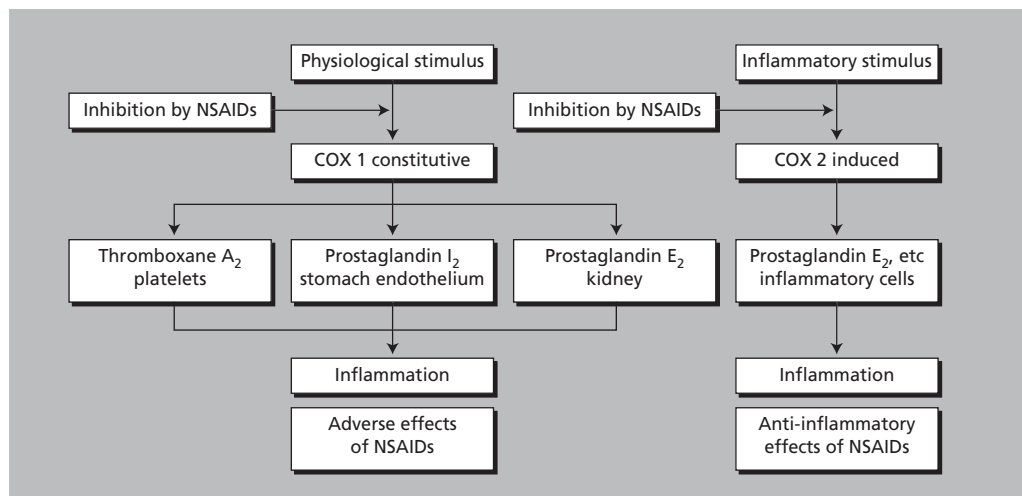 Physiological stimulus
Inhibition by NSAIDs
COX 1 constitutive
Thromboxane A₂
platelets
Prostaglandin I₂
stomach endothelium
Prostaglandin E₂
kidney
Inflammation
Adverse effects
of NSAIDs
Inflammatory stimulus
Inhibition by NSAIDs
COX 2 induced
Prostaglandin E₂, etc
inflammatory cells
Inflammation
Anti-inflammatory
effects of NSAIDs